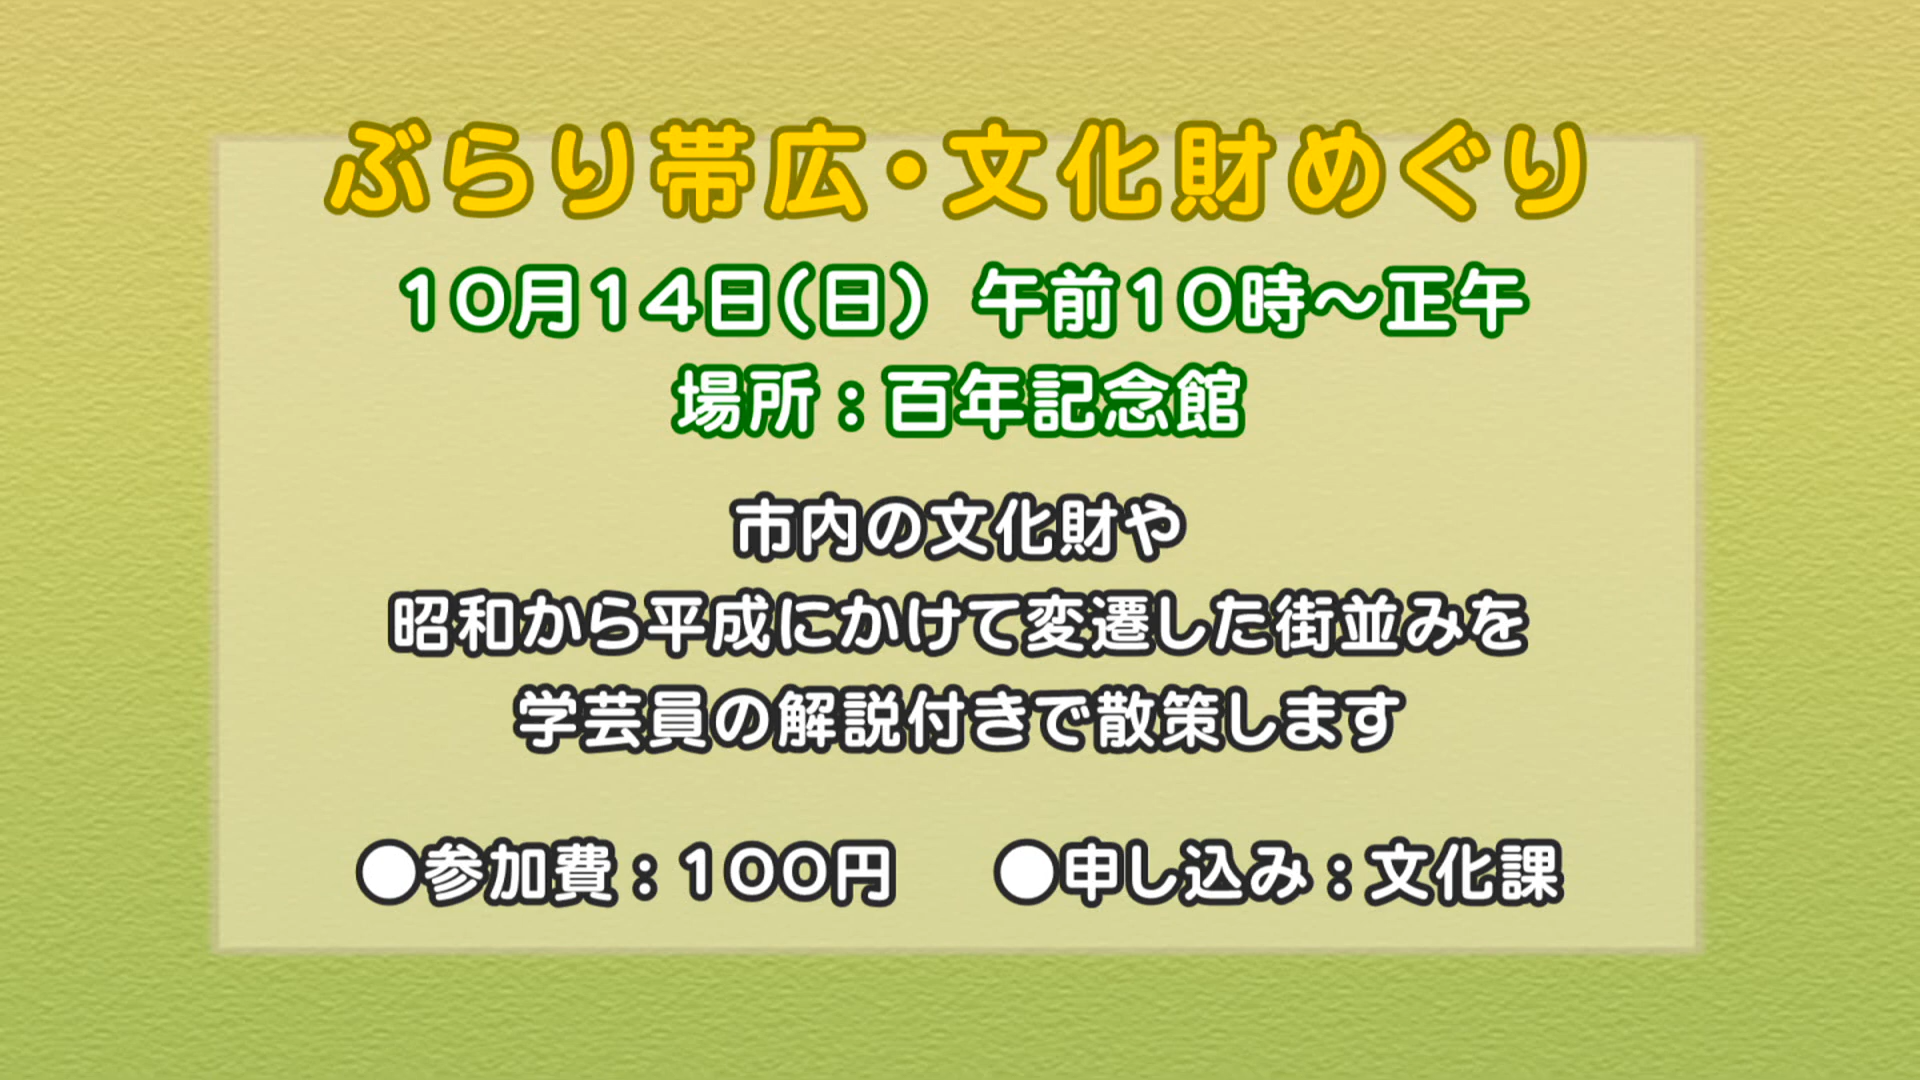 ぶらり帯広・文化財めぐり
10月14日(日) 午前10時～正午
場所：百年記念館
市内の文化財や
昭和から平成にかけて変遷した街並みを
学芸員の解説付きで散策します
●参加費：100円 ●申し込み：文化課